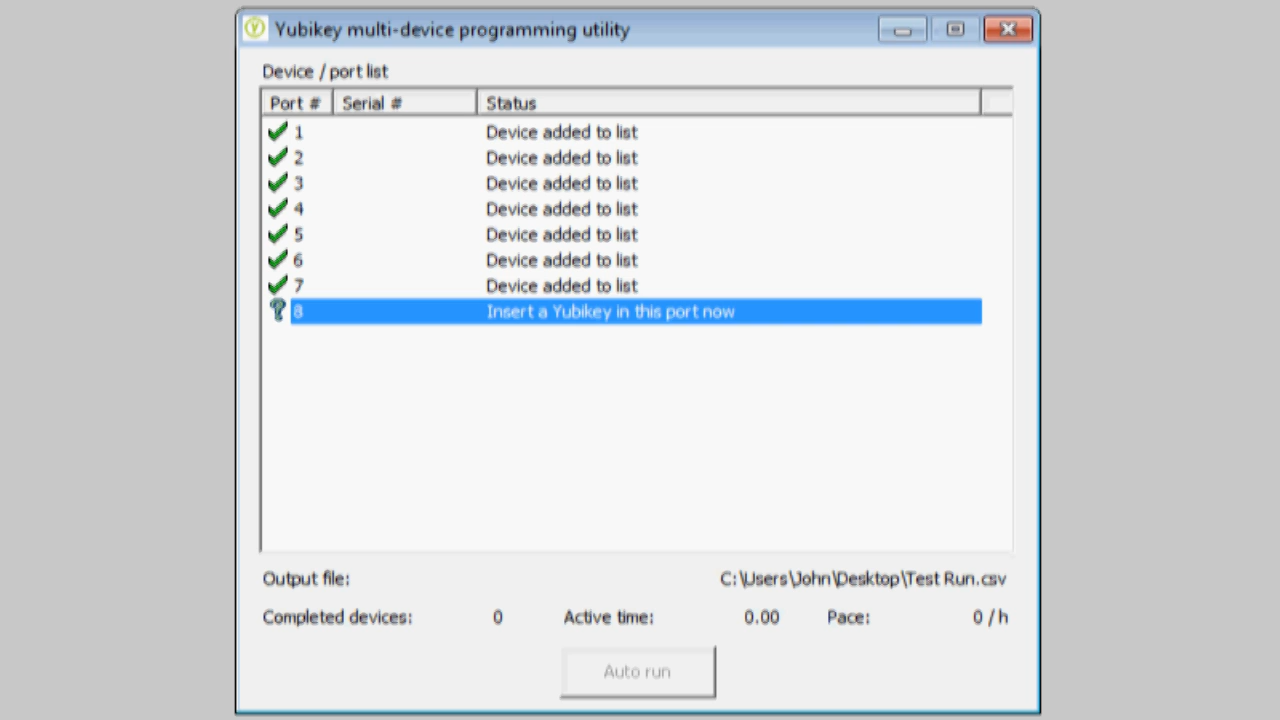 Yubikey multi-device programming utility
Device / port list
Port # Serial # Status
1 Device added to list
2 Device added to list
3 Device added to list
4 Device added to list
5 Device added to list
6 Device added to list
7 Device added to list
8 Insert a Yubikey in this port now
Output file: C:\Users\John\Desktop\Test Run.csv
Completed devices: 0 Active time: 0.00 Pace: 0 / h
Auto run